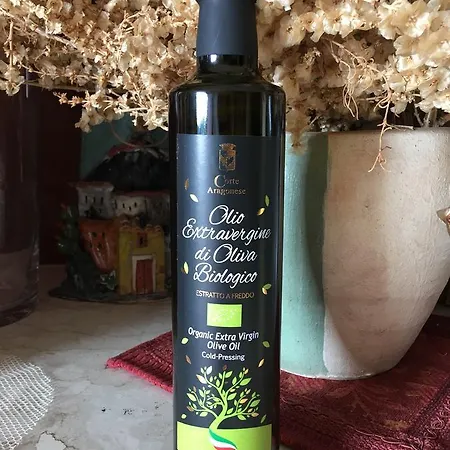 Corte
Aragonese
Olio
Extravergine
di Oliva
Biologico
ESTRATTO A FREDDO
Organic Extra Virgin
Olive Oil
Cold-Pressing